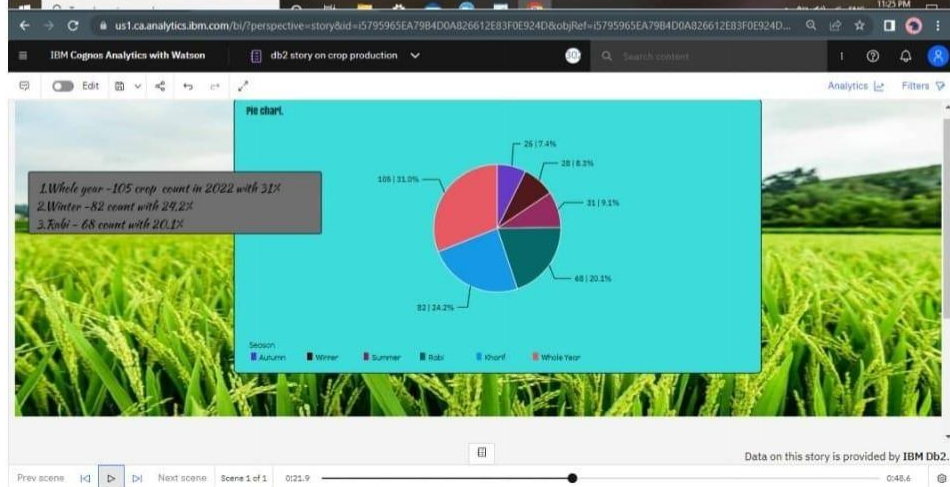 11:25 PM
us1.ca.analytics.ibm.com/bi/?perspective=story&id=i5795965EA79B4D0A826612E83F0E924D&objRef=i5795965EA79B4D0A826612E83F0E924D...
IBM Cognos Analytics with Watson
db2 story on crop production
Search content
Edit
Analytics
Filters
Pie chart.
25 | 7.4%
28 | 8.3%
105 | 31.0%
31 | 9.1%
1.Whole year -105 crop count in 2022 with 31%
2.Winter -82 count with 24.2%
3.Rabi - 68 count with 20.1%
68 | 20.1%
82 | 24.2%
Season
Autumn Winter Summer Rabi Kharif Whole Year
Data on this story is provided by IBM Db2.
Prev scene Next scene Scene 1 of 1 0:21.9 0:48.6